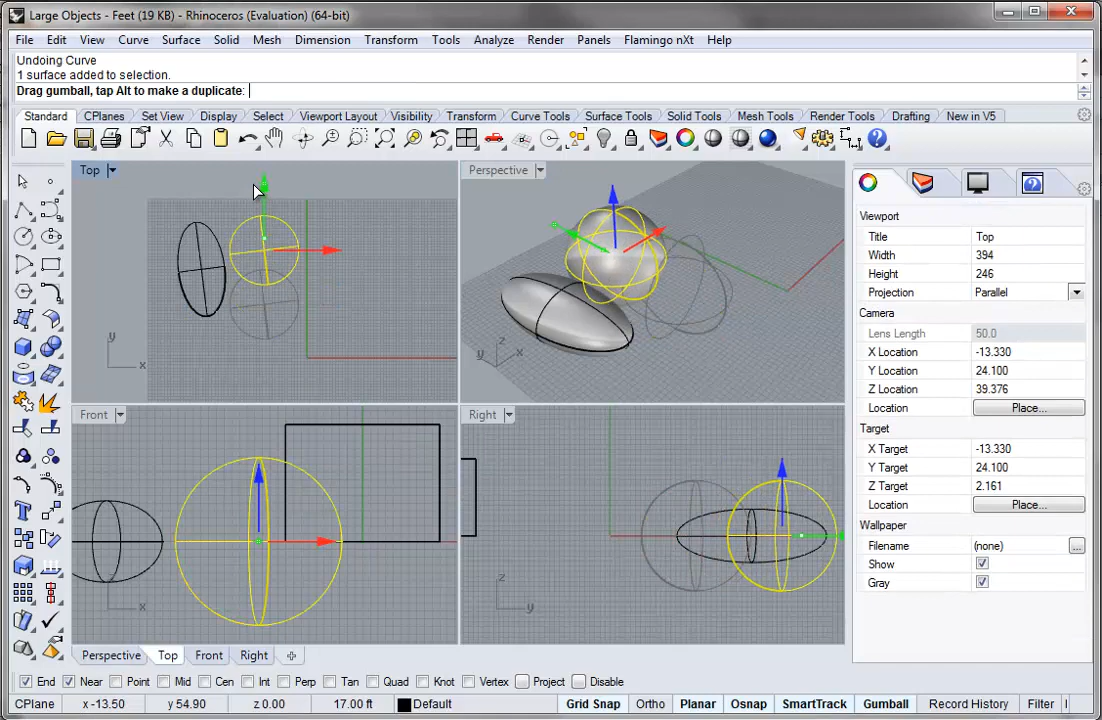 Large Objects - Feet (19 KB) - Rhinoceros (Evaluation) (64-bit)
File Edit View Curve Surface Solid Mesh Dimension Transform Tools Analyze Render Panels Flamingo nXt Help
Undoing Curve
1 surface added to selection.
Drag gumball, tap Alt to make a duplicate:
Standard CPlanes Set View Display Select Viewport Layout Visibility Transform Curve Tools Surface Tools Solid Tools Mesh Tools Render Tools Drafting New in V5
Top
Perspective
Viewport
Title Top
Width 394
Height 246
Projection Parallel
Camera
Lens Length 50.0
X Location -13.330
Y Location 24.100
Z Location 39.376
Location Place...
Target
X Target -13.330
Y Target 24.100
Z Target 2.161
Location Place...
Wallpaper
Filename (none) ...
Show
Gray
y
x
z
y x
Front
Right
z
x
z
y
Perspective Top Front Right
End Near Point Mid Cen Int Perp Tan Quad Knot Vertex Project Disable
CPlane x -13.50 y 54.90 z 0.00 17.00 ft Default Grid Snap Ortho Planar Osnap SmartTrack Gumball Record History Filter